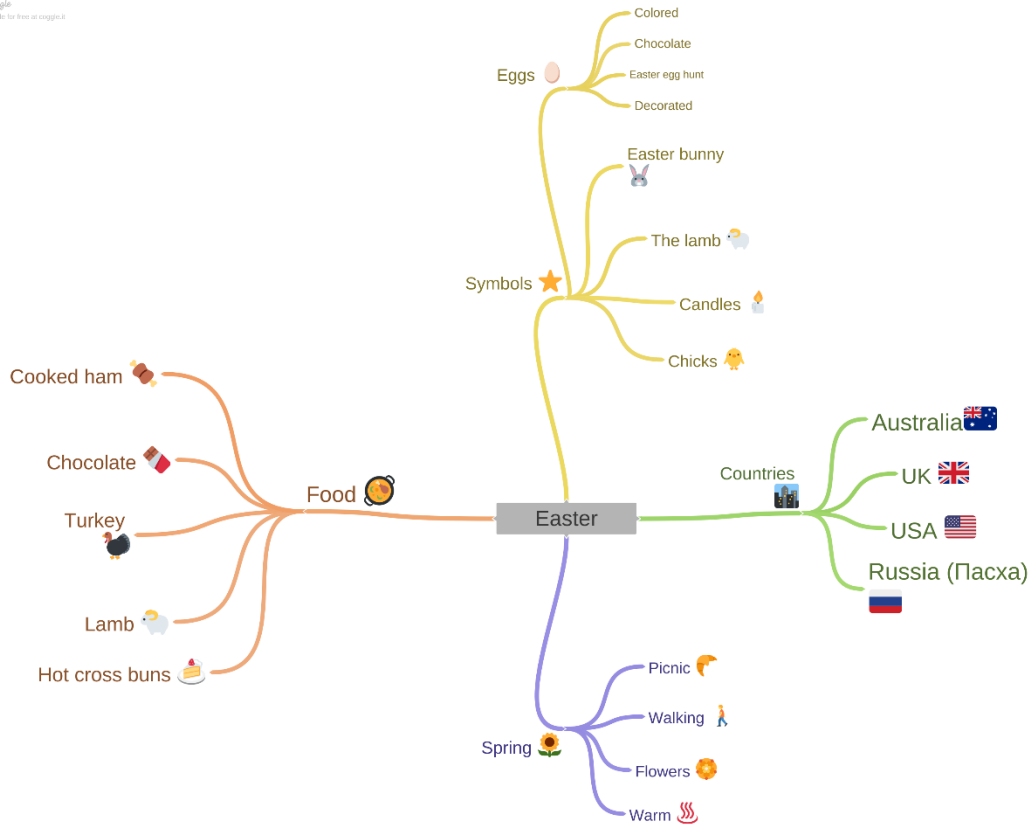 Colored
Chocolate
Eggs
Easter egg hunt
Decorated
Easter bunny
The lamb
Symbols
Candles
Chicks
Cooked ham
Chocolate
Turkey
Food
Lamb
Hot cross buns
Easter
Countries
Australia
UK
USA
Russia (Пасха)
Picnic
Walking
Spring
Flowers
Warm